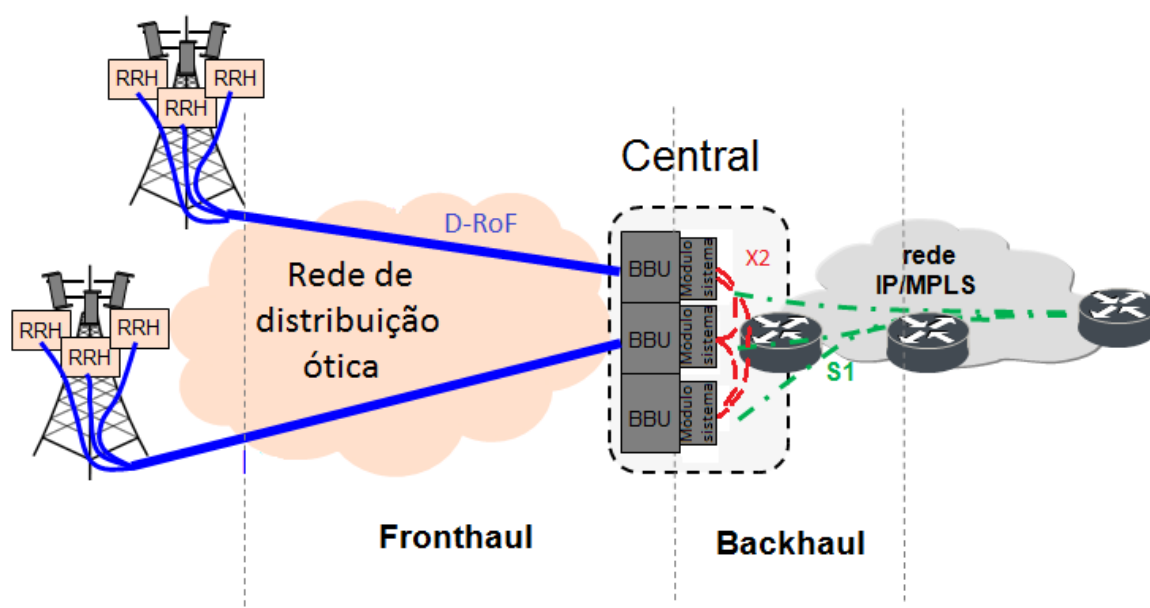 RRH
RRH
RRH
Central
D-RoF
Rede de
distribuição
ótica
RRH
RRH
RRH
BBU
Módulo
sistema
BBU
Módulo
sistema
BBU
Módulo
sistema
X2
rede
IP/MPLS
S1
Fronthaul
Backhaul